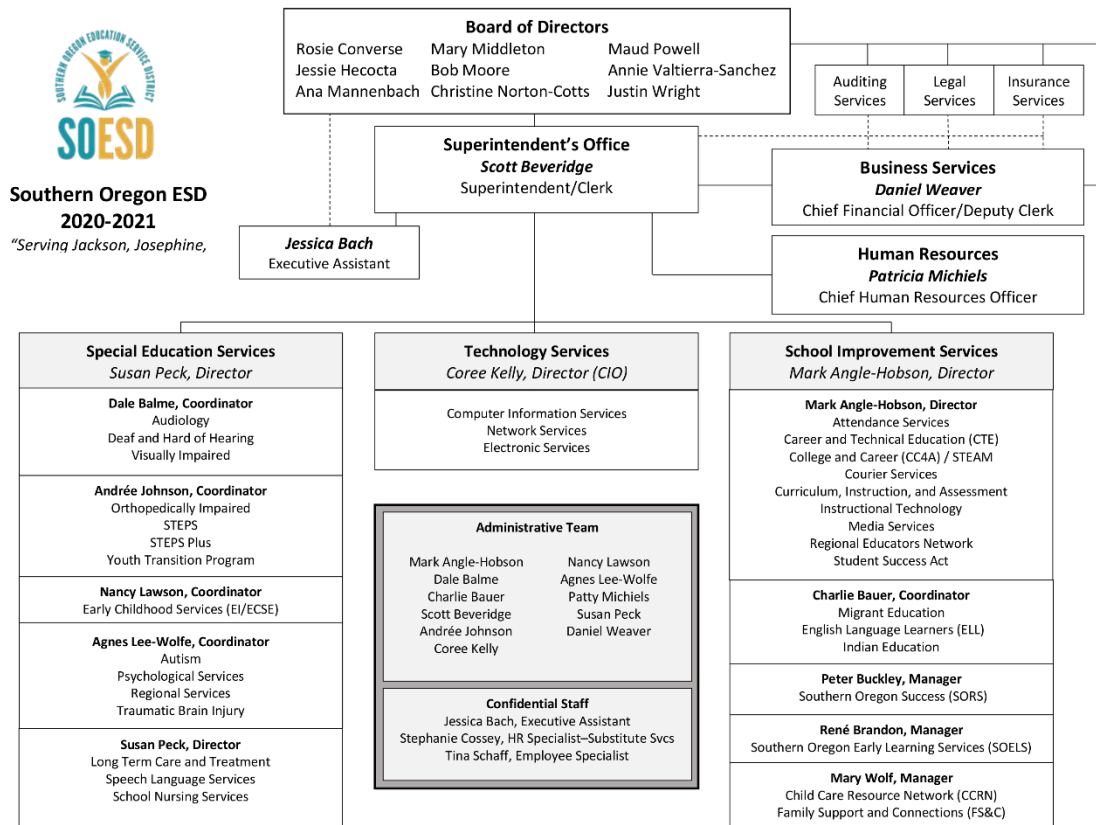 SOUTHERN OREGON EDUCATION SERVICE DISTRICT
SOESD
Southern Oregon ESD
2020-2021
“Serving Jackson, Josephine,
Board of Directors
Rosie Converse Mary Middleton Maud Powell
Jessie Hecocta Bob Moore Annie Valtierra-Sanchez
Ana Mannenbach Christine Norton-Cotts Justin Wright
Auditing
Services
Legal
Services
Insurance
Services
Superintendent’s Office
Scott Beveridge
Superintendent/Clerk
Business Services
Daniel Weaver
Chief Financial Officer/Deputy Clerk
Jessica Bach
Executive Assistant
Human Resources
Patricia Michiels
Chief Human Resources Officer
Special Education Services
Susan Peck, Director
Dale Balme, Coordinator
Audiology
Deaf and Hard of Hearing
Visually Impaired
Andrée Johnson, Coordinator
Orthopedically Impaired
STEPS
STEPS Plus
Youth Transition Program
Nancy Lawson, Coordinator
Early Childhood Services (EI/ECSE)
Agnes Lee-Wolfe, Coordinator
Autism
Psychological Services
Regional Services
Traumatic Brain Injury
Susan Peck, Director
Long Term Care and Treatment
Speech Language Services
School Nursing Services
Technology Services
Coree Kelly, Director (CIO)
Computer Information Services
Network Services
Electronic Services
Administrative Team
Mark Angle-Hobson Nancy Lawson
Dale Balme Agnes Lee-Wolfe
Charlie Bauer Patty Michiels
Scott Beveridge Susan Peck
Andrée Johnson Daniel Weaver
Coree Kelly
Confidential Staff
Jessica Bach, Executive Assistant
Stephanie Cossey, HR Specialist–Substitute Svcs
Tina Schaff, Employee Specialist
School Improvement Services
Mark Angle-Hobson, Director
Mark Angle-Hobson, Director
Attendance Services
Career and Technical Education (CTE)
College and Career (CC4A) / STEAM
Courier Services
Curriculum, Instruction, and Assessment
Instructional Technology
Media Services
Regional Educators Network
Student Success Act
Charlie Bauer, Coordinator
Migrant Education
English Language Learners (ELL)
Indian Education
Peter Buckley, Manager
Southern Oregon Success (SORS)
René Brandon, Manager
Southern Oregon Early Learning Services (SOELS)
Mary Wolf, Manager
Child Care Resource Network (CCRN)
Family Support and Connections (FS&C)